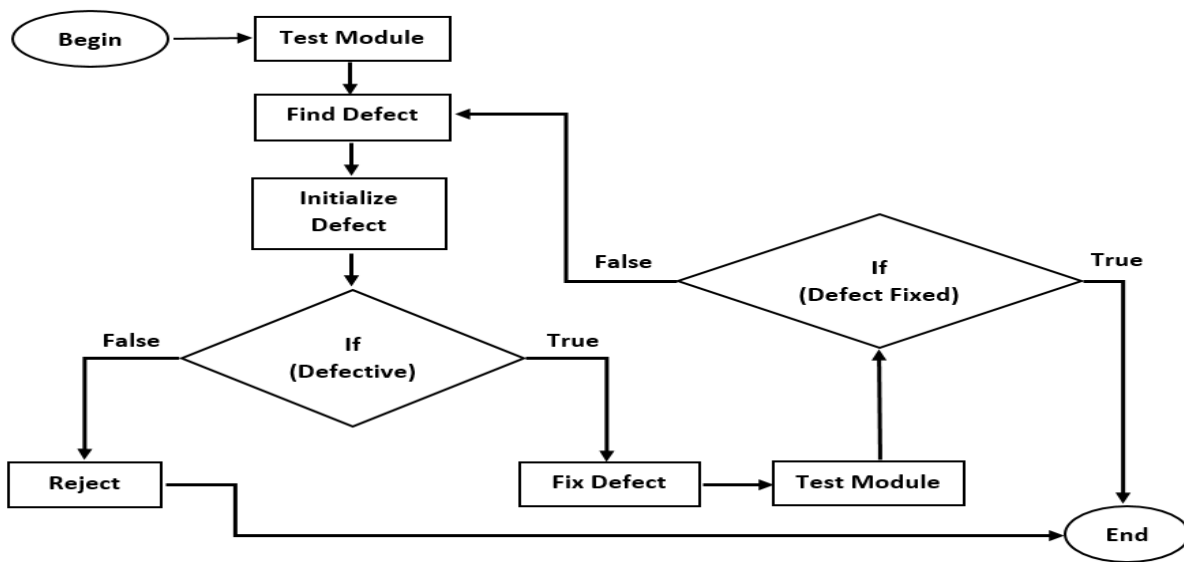 Begin
Test Module
Find Defect
Initialize
Defect
False
If
(Defect Fixed)
True
False
If
(Defective)
True
Reject
Fix Defect
Test Module
End